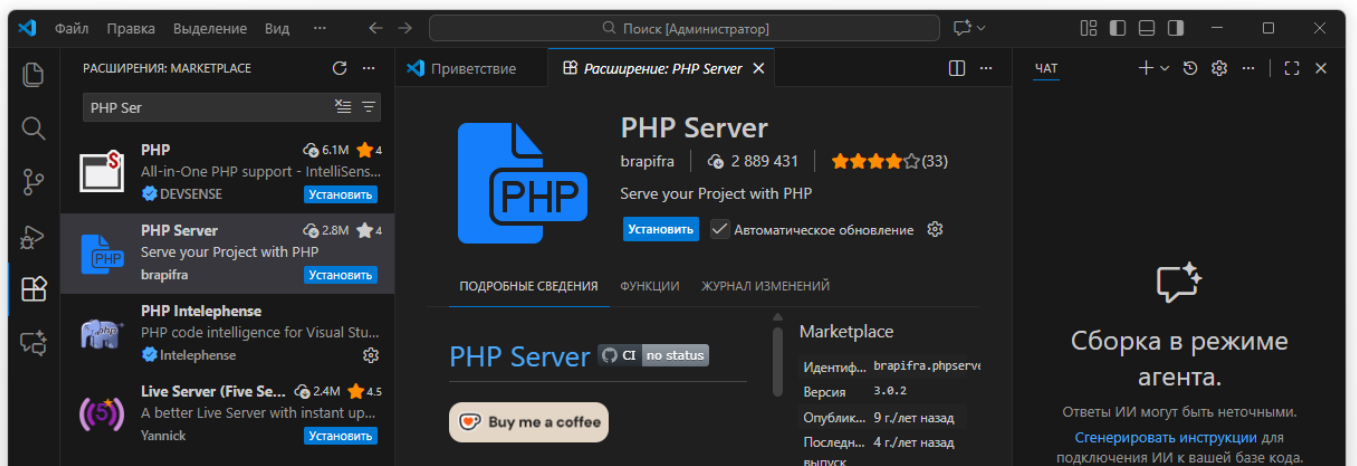 Файл Правка Выделение Вид ··· Поиск [Администратор]
РАСШИРЕНИЯ: MARKETPLACE
PHP Ser
PHP 6.1M 4
All-in-One PHP support - IntelliSens...
DEVSENSE Установить
PHP Server 2.8M 4
Serve your Project with PHP
brapifra Установить
PHP Intelephense
PHP code intelligence for Visual Stu...
Intelephense
Live Server (Five Se... 2.4M 4.5
A better Live Server with instant up...
Yannick Установить
Приветствие Расширение: PHP Server
PHP
PHP Server
brapifra 2 889 431 (33)
Serve your Project with PHP
Установить Автоматическое обновление
ПОДРОБНЫЕ СВЕДЕНИЯ ФУНКЦИИ ЖУРНАЛ ИЗМЕНЕНИЙ
PHP Server CI no status
Buy me a coffee
Marketplace
Идентиф... brapifra.phpserve
Версия 3.0.2
Опублик... 9 г./лет назад
Последн... 4 г./лет назад
выпуск
ЧАТ
Сборка в режиме
агента.
Ответы ИИ могут быть неточными.
Сгенерировать инструкции для
подключения ИИ к вашей базе кода.